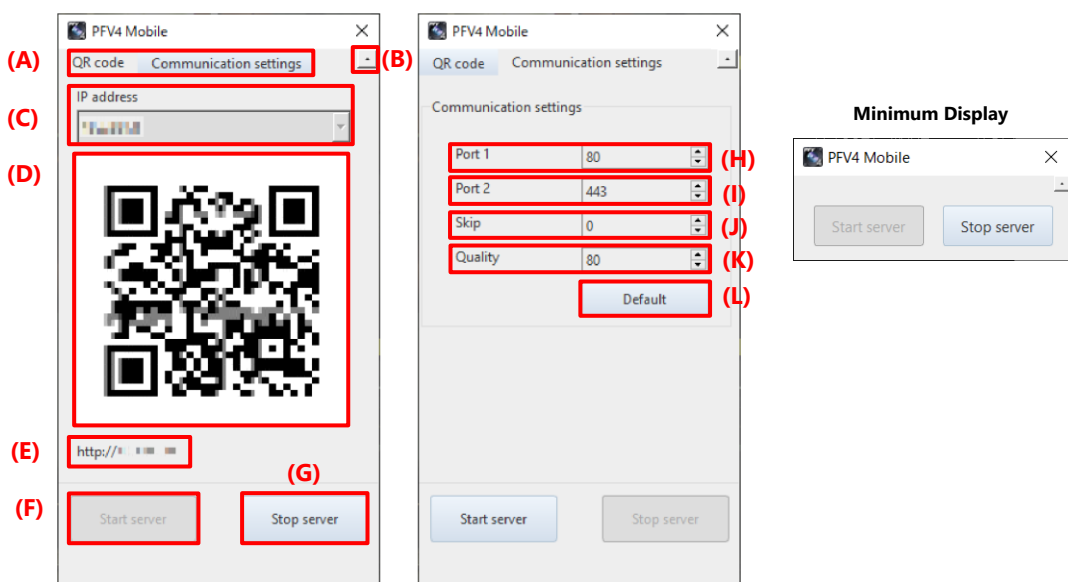 PFV4 Mobile
(A)
QR code
Communication settings
(B)
(C)
IP address
(D)
(E)
http://
(G)
(F)
Start server
Stop server
PFV4 Mobile
QR code
Communication settings
Communication settings
Port 1
80
(H)
Port 2
443
(I)
Skip
0
(J)
Quality
80
(K)
Default
(L)
Start server
Stop server
Minimum Display
PFV4 Mobile
Start server
Stop server